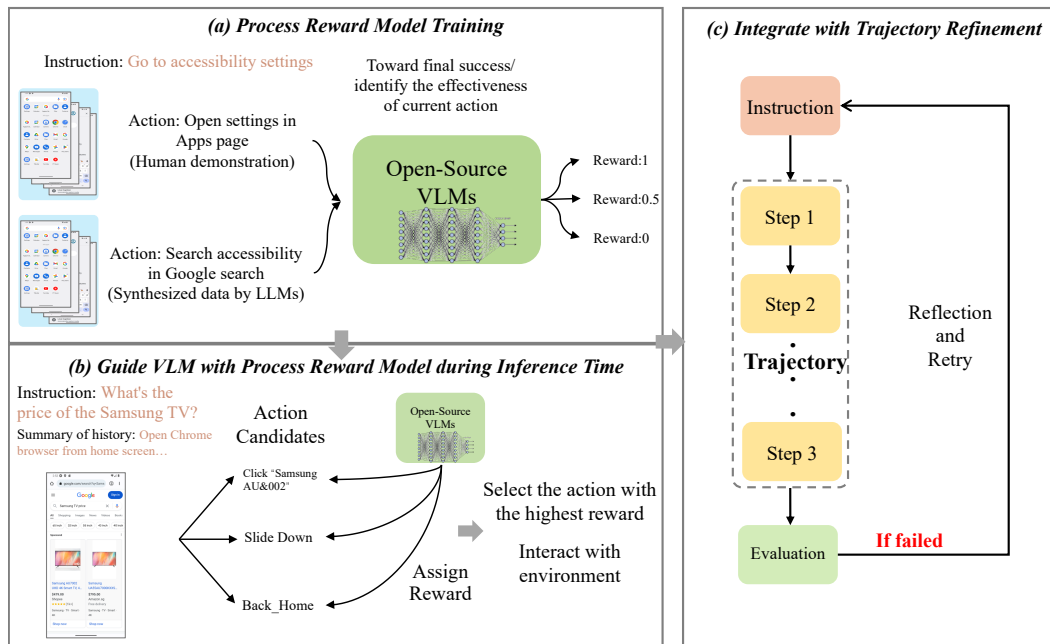 (a) Process Reward Model Training
Instruction: Go to accessibility settings
Action: Open settings in
Apps page
(Human demonstration)
Action: Search accessibility
in Google search
(Synthesized data by LLMs)
Toward final success/
identify the effectiveness
of current action
Open-Source
VLMs
Reward:1
Reward:0.5
Reward:0
(b) Guide VLM with Process Reward Model during Inference Time
Instruction: What's the
price of the Samsung TV?
Summary of history: Open Chrome
browser from home screen…
Google
Samsung TV price
Action
Candidates
Click "Samsung
AU&002"
Slide Down
Back_Home
Open-Source
VLMs
Assign
Reward
Select the action with
the highest reward
Interact with
environment
(c) Integrate with Trajectory Refinement
Instruction
Step 1
Step 2
Trajectory
Step 3
Evaluation
If failed
Reflection
and
Retry